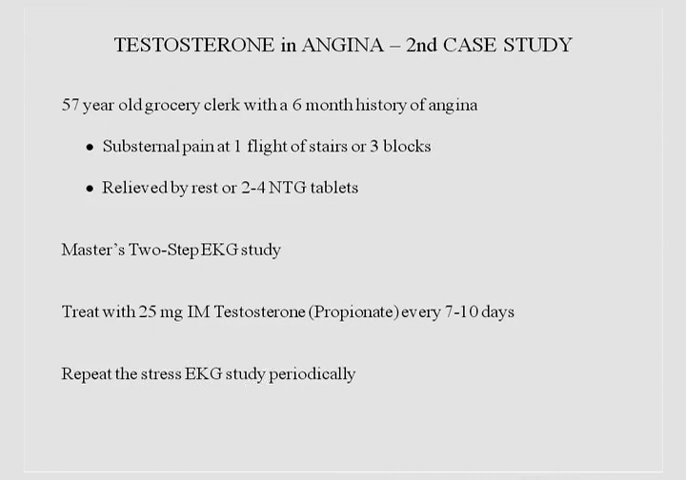 TESTOSTERONE in ANGINA – 2nd CASE STUDY
57 year old grocery clerk with a 6 month history of angina
• Substernal pain at 1 flight of stairs or 3 blocks
• Relieved by rest or 2-4 NTG tablets
Master's Two-Step EKG study
Treat with 25 mg IM Testosterone (Propionate) every 7-10 days
Repeat the stress EKG study periodically